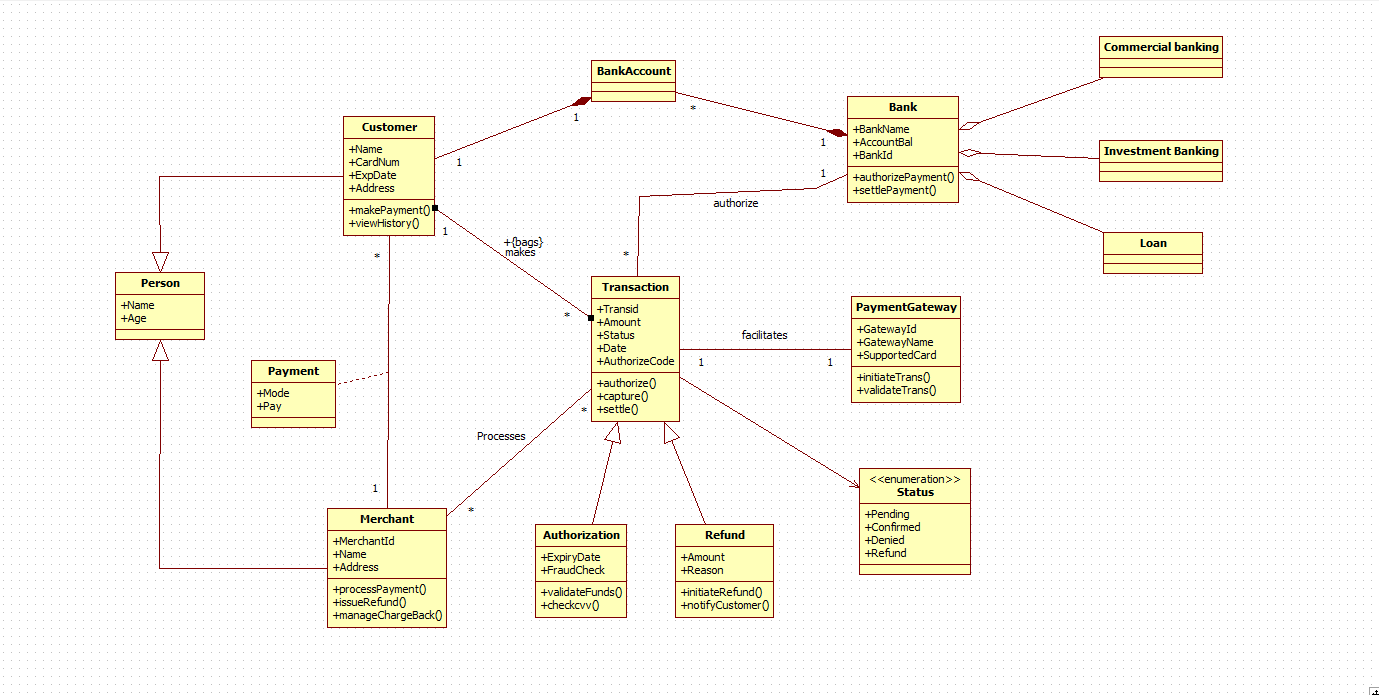 Commercial banking
BankAccount
*
1
Bank
+BankName
+AccountBal
+BankId
+authorizePayment()
+settlePayment()
1
1
Investment Banking
Loan
Customer
+Name
+CardNum
+ExpDate
+Address
+makePayment()
+viewHistory()
1
1
*
+{bags}
makes
*
authorize
*
Person
+Name
+Age
Transaction
+Transid
+Amount
+Status
+Date
+AuthorizeCode
+authorize()
+capture()
+settle()
facilitates
1
1
PaymentGateway
+GatewayId
+GatewayName
+SupportedCard
+initiateTrans()
+validateTrans()
Payment
+Mode
+Pay
*
Processes
*
1
Merchant
+MerchantId
+Name
+Address
+processPayment()
+issueRefund()
+manageChargeBack()
Authorization
+ExpiryDate
+FraudCheck
+validateFunds()
+checkcvv()
Refund
+Amount
+Reason
+initiateRefund()
+notifyCustomer()
<<enumeration>>
Status
+Pending
+Confirmed
+Denied
+Refund